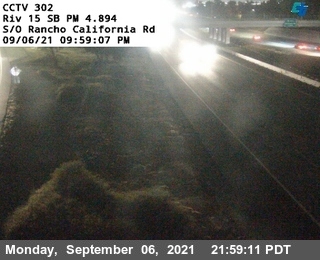 CCTV 302
Riv 15 SB PM 4.894
S/O Rancho California Rd
09/06/21 09:59:07 PM
Monday, September 06, 2021 21:59:11 PDT